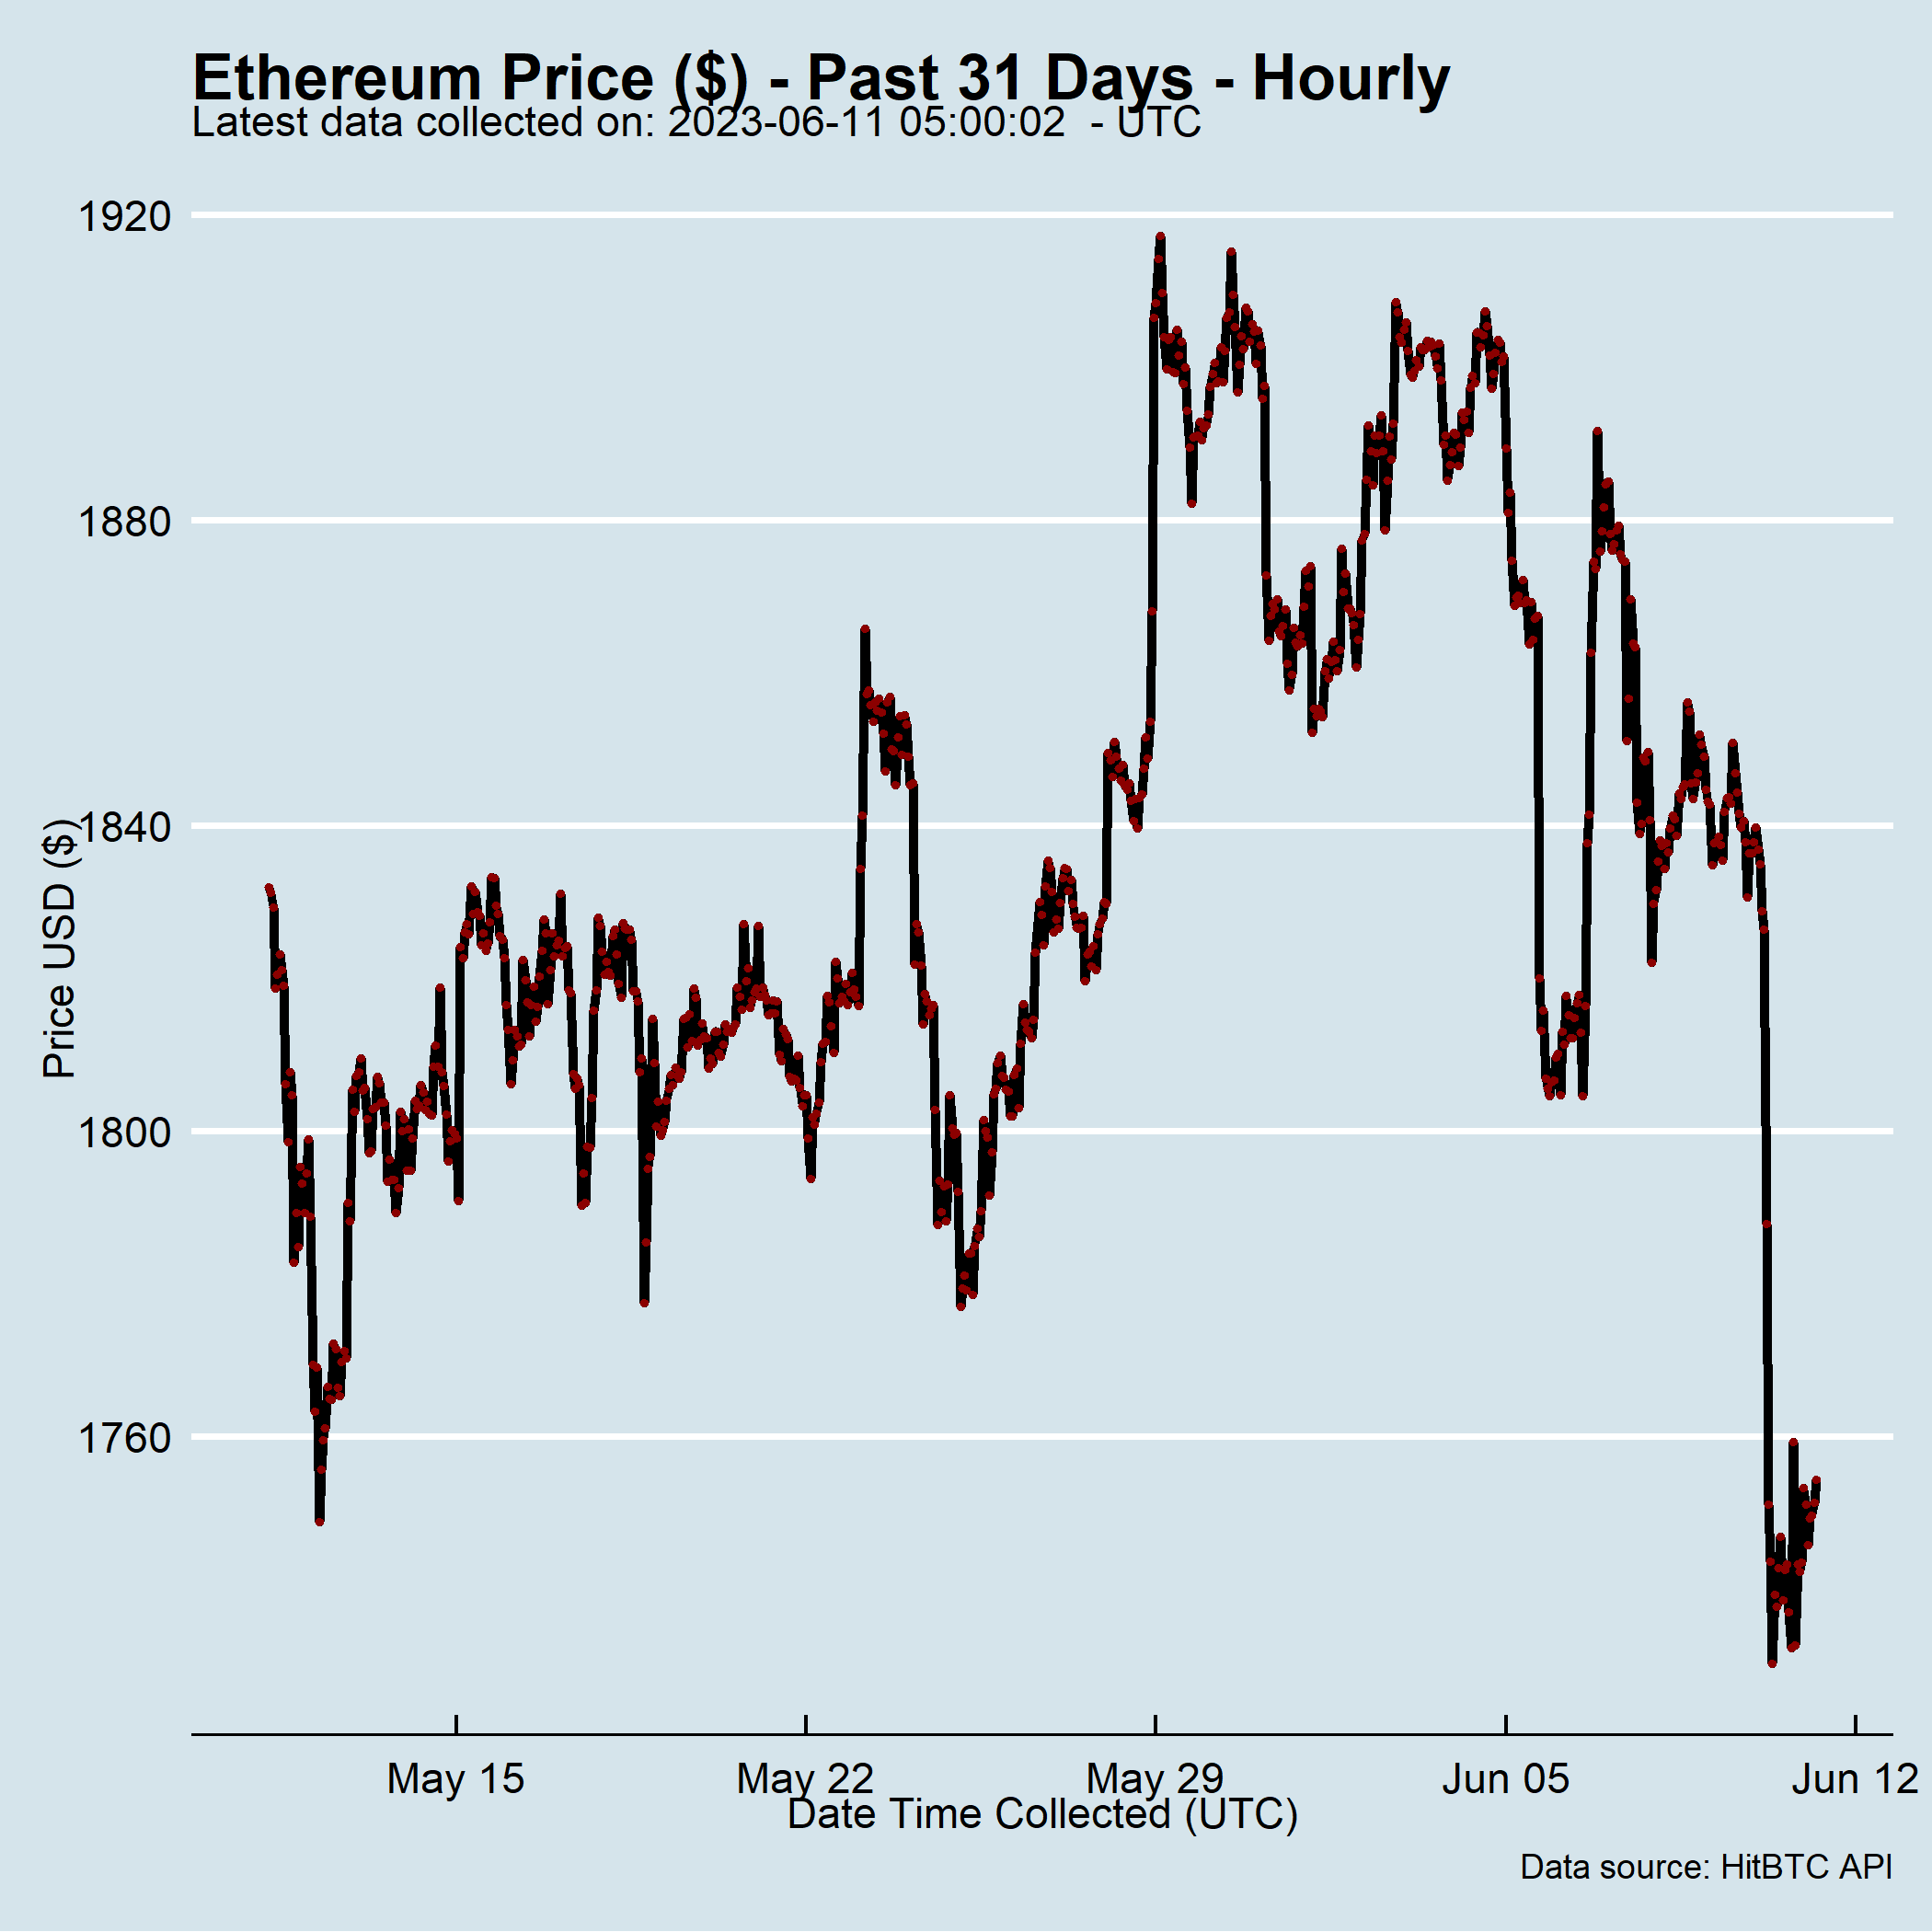 Ethereum Price ($) - Past 31 Days - Hourly
Latest data collected on: 2023-06-11 05:00:02  - UTC
1920
1880
1840
1800
1760
Price USD ($)
May 15
May 22
May 29
Jun 05
Jun 12
Date Time Collected (UTC)
Data source: HitBTC API